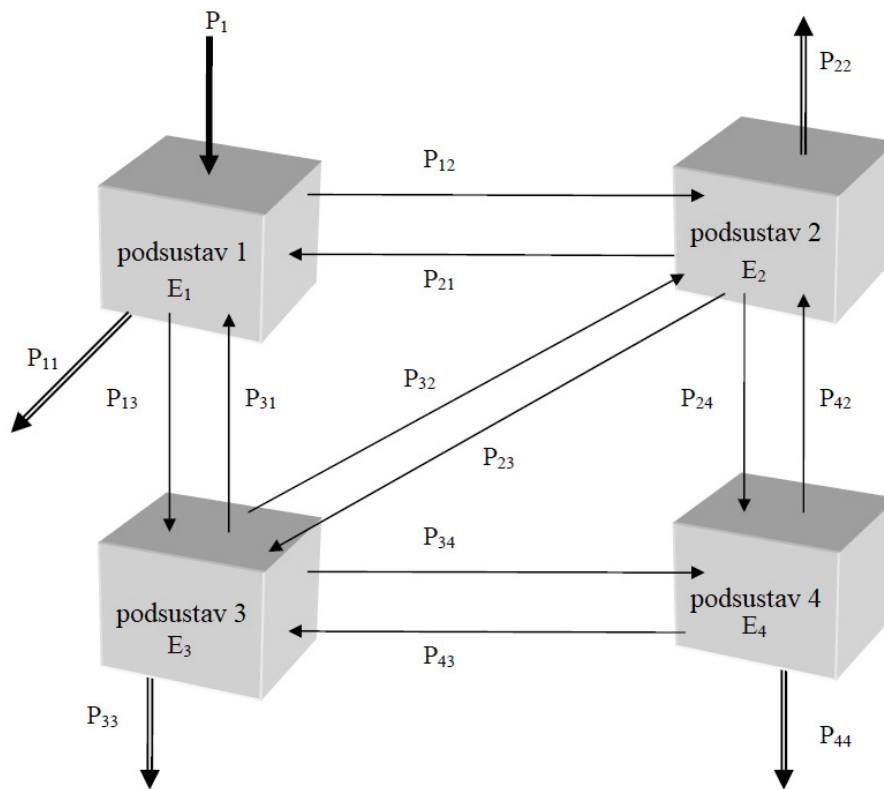 P₁
P₂₂
P₁₂
podsustav 1
E₁
podsustav 2
E₂
P₂₁
P₁₁
P₁₃
P₃₁
P₃₂
P₂₄
P₄₂
P₂₃
P₃₄
podsustav 3
E₃
podsustav 4
E₄
P₄₃
P₃₃
P₄₄